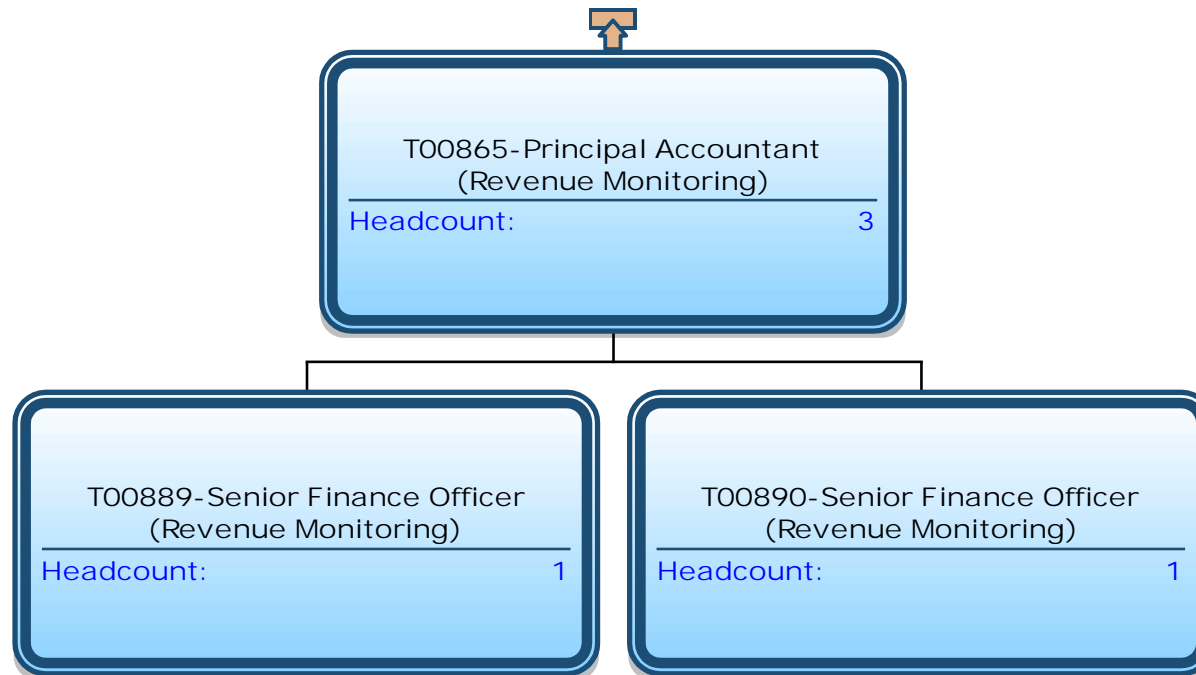 T00865-Principal Accountant
(Revenue Monitoring)
Headcount: 3
T00889-Senior Finance Officer
(Revenue Monitoring)
Headcount: 1
T00890-Senior Finance Officer
(Revenue Monitoring)
Headcount: 1